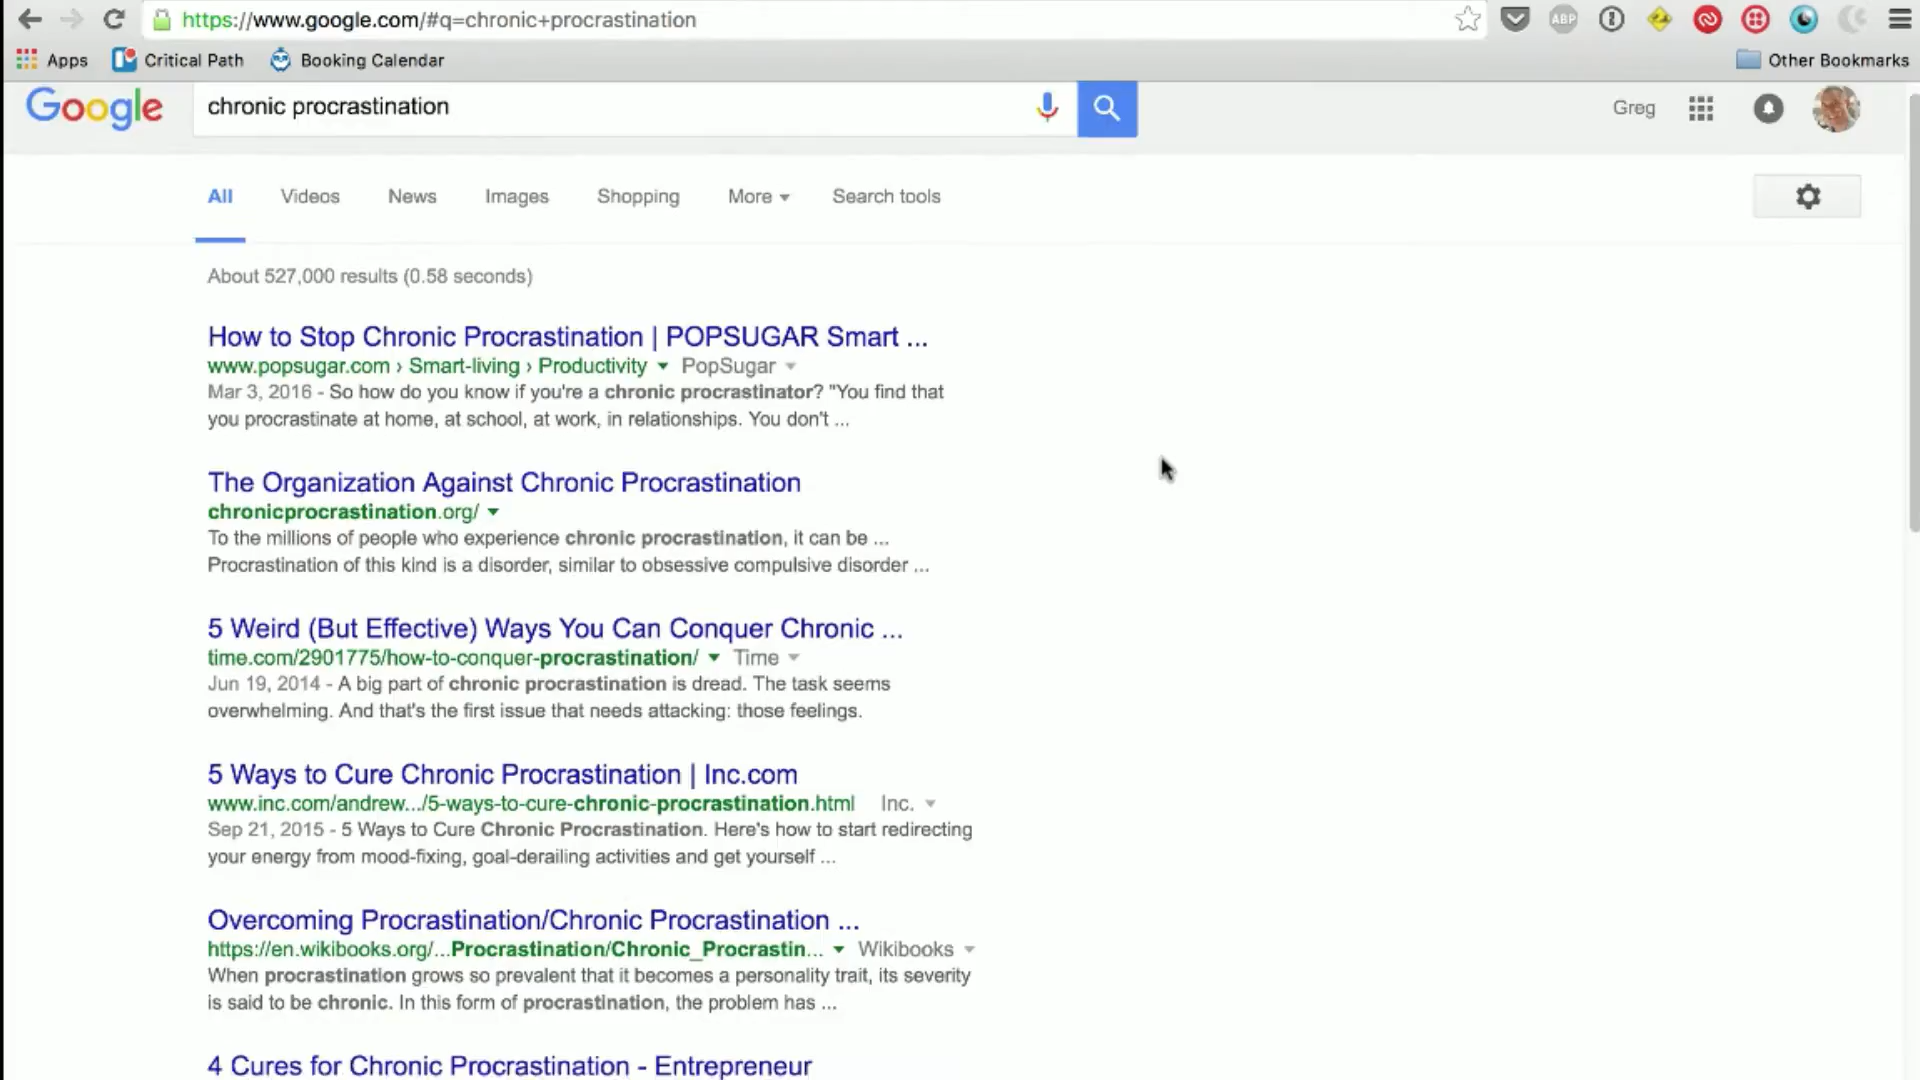 https://www.google.com/#q=chronic+procrastination
ABP
Apps
Critical Path
Booking Calendar
Other Bookmarks
Google
chronic procrastination
Greg
All
Videos
News
Images
Shopping
More
Search tools
About 527,000 results (0.58 seconds)
How to Stop Chronic Procrastination | POPSUGAR Smart ...
www.popsugar.com › Smart-living › Productivity PopSugar
Mar 3, 2016 - So how do you know if you're a chronic procrastinator? "You find that
you procrastinate at home, at school, at work, in relationships. You don't ...
The Organization Against Chronic Procrastination
chronicprocrastination.org/
To the millions of people who experience chronic procrastination, it can be ...
Procrastination of this kind is a disorder, similar to obsessive compulsive disorder ...
5 Weird (But Effective) Ways You Can Conquer Chronic ...
time.com/2901775/how-to-conquer-procrastination/ Time
Jun 19, 2014 - A big part of chronic procrastination is dread. The task seems
overwhelming. And that's the first issue that needs attacking: those feelings.
5 Ways to Cure Chronic Procrastination | Inc.com
www.inc.com/andrew.../5-ways-to-cure-chronic-procrastination.html Inc.
Sep 21, 2015 - 5 Ways to Cure Chronic Procrastination. Here's how to start redirecting
your energy from mood-fixing, goal-derailing activities and get yourself ...
Overcoming Procrastination/Chronic Procrastination ...
https://en.wikibooks.org/...Procrastination/Chronic_Procrastin... Wikibooks
When procrastination grows so prevalent that it becomes a personality trait, its severity
is said to be chronic. In this form of procrastination, the problem has ...
4 Cures for Chronic Procrastination - Entrepreneur